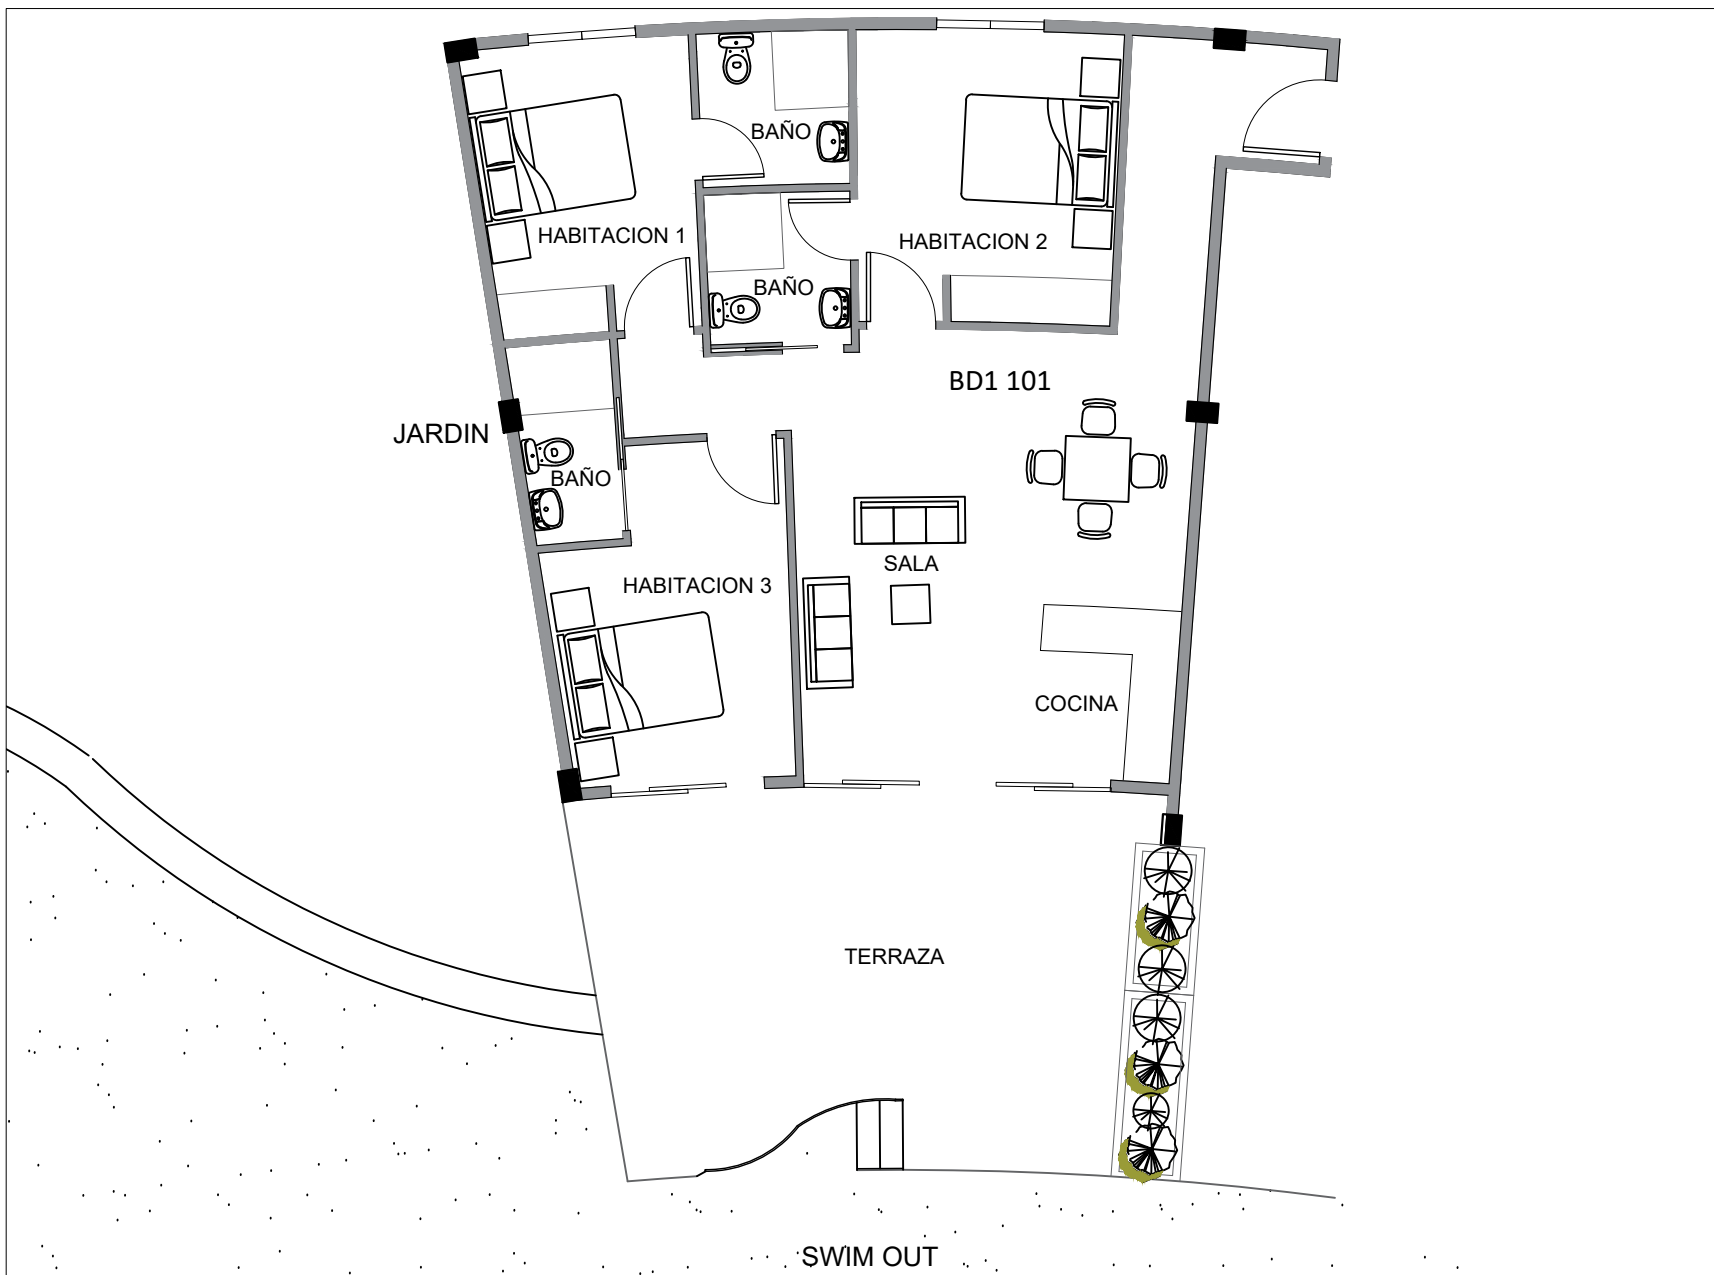 BAÑO
HABITACION 1
HABITACION 2
BAÑO
BD1 101
JARDIN
BAÑO
SALA
HABITACION 3
COCINA
TERRAZA
SWIM OUT